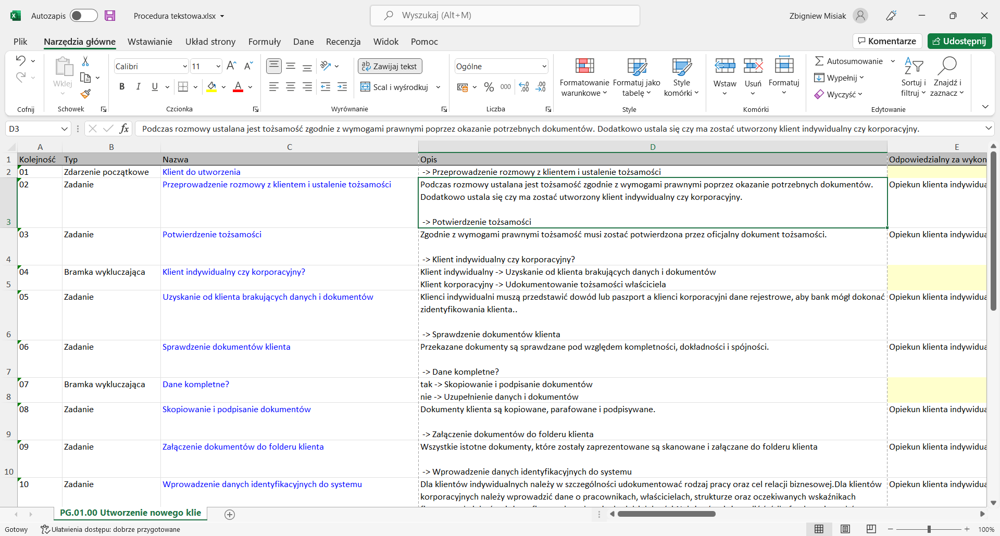 Autozapis
Procedura tekstowa.xlsx
Wyszukaj (Alt+M)
Zbigniew Misiak
Plik
Narzędzia główne
Wstawianie
Układ strony
Formuły
Dane
Recenzja
Widok
Pomoc
Komentarze
Udostępnij
Cofnij
Wklej
Schowek
Calibri
11
B I U
Czcionka
Zawijaj tekst
Scal i wyśrodkuj
Wyrównanie
Ogólne
% 000
Liczba
Formatowanie warunkowe
Formatuj jako tabelę
Style komórki
Style
Wstaw
Usuń
Formatuj
Komórki
Autosumowanie
Wypełnij
Wyczyść
Sortuj i filtruj
Znajdź i zaznacz
Edytowanie
D3
fx
Podczas rozmowy ustalana jest tożsamość zgodnie z wymogami prawnymi poprzez okazanie potrzebnych dokumentów. Dodatkowo ustala się czy ma zostać utworzony klient indywidualny czy korporacyjny.
A B C D E
1 Kolejność Typ Nazwa Opis Odpowiedzialny za wykon
2 01 Zdarzenie początkowe Klient do utworzenia -> Przeprowadzenie rozmowy z klientem i ustalenie tożsamości
02 Zadanie Przeprowadzenie rozmowy z klientem i ustalenie tożsamości Podczas rozmowy ustalana jest tożsamość zgodnie z wymogami prawnymi poprzez okazanie potrzebnych dokumentów. Opiekun klienta indywidua
Dodatkowo ustala się czy ma zostać utworzony klient indywidualny czy korporacyjny.
3 -> Potwierdzenie tożsamości
03 Zadanie Potwierdzenie tożsamości Zgodnie z wymogami prawnymi tożsamość musi zostać potwierdzona przez oficjalny dokument tożsamości. Opiekun klienta indywidua
4 -> Klient indywidualny czy korporacyjny?
04 Bramka wykluczająca Klient indywidualny czy korporacyjny? Klient indywidualny -> Uzyskanie od klienta brakujących danych i dokumentów
5 Klient korporacyjny -> Udokumentowanie tożsamości właściciela
05 Zadanie Uzyskanie od klienta brakujących danych i dokumentów Klienci indywidualni muszą przedstawić dowód lub paszport a klienci korporacyjni dane rejestrowe, aby bank mógł dokonać Opiekun klienta indywidua
zidentyfikowania klienta..
6 -> Sprawdzenie dokumentów klienta
06 Zadanie Sprawdzenie dokumentów klienta Przekazane dokumenty są sprawdzane pod względem kompletności, dokładności i spójności. Opiekun klienta indywidua
7 -> Dane kompletne?
07 Bramka wykluczająca Dane kompletne? tak -> Skopiowanie i podpisanie dokumentów
8 nie -> Uzupełnienie danych i dokumentów
08 Zadanie Skopiowanie i podpisanie dokumentów Dokumenty klienta są kopiowane, parafowane i podpisywane. Opiekun klienta indywidua
9 -> Załączenie dokumentów do folderu klienta
09 Zadanie Załączenie dokumentów do folderu klienta Wszystkie istotne dokumenty, które zostały zaprezentowane są skanowane i załączane do folderu klienta Opiekun klienta indywidua
10 -> Wprowadzenie danych identyfikacyjnych do systemu
10 Zadanie Wprowadzenie danych identyfikacyjnych do systemu Dla klientów indywidualnych należy w szczególności udokumentować rodzaj pracy oraz cel relacji biznesowej.Dla klientów Opiekun klienta indywidua
korporacyjnych należy wprowadzić dane o pracownikach, właścicielach, strukturze oraz oczekiwanych wskaźnikach
PG.01.00 Utworzenie nowego klie
Gotowy
Ułatwienia dostępu: dobrze przygotowane
100%